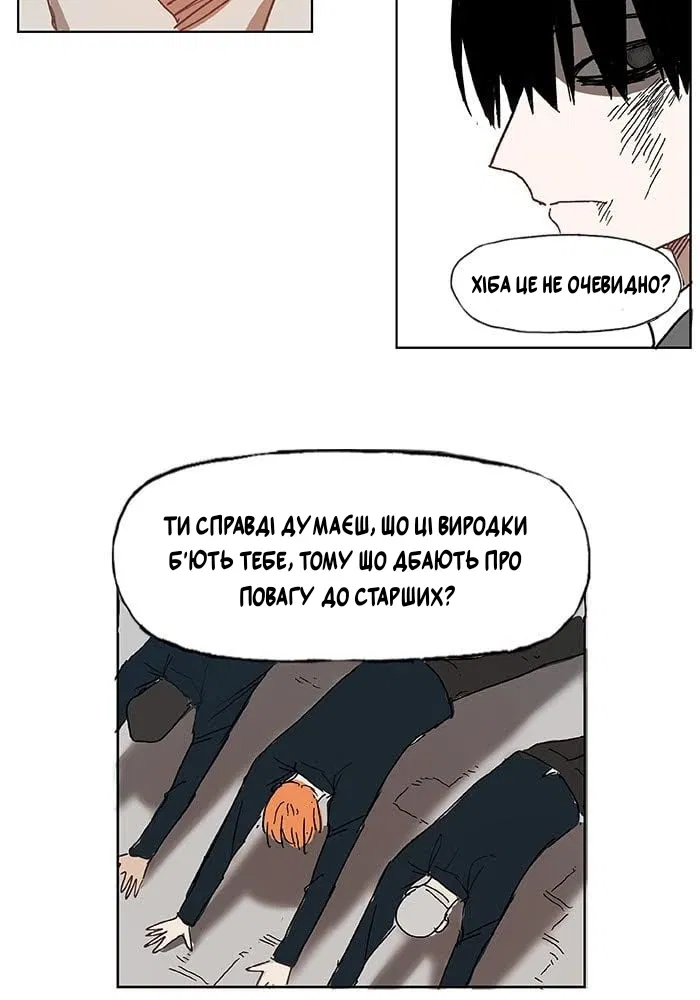 ХІБА ЦЕ НЕ ОЧЕВИДНО?
ТИ СПРАВДІ ДУМАЄШ, ЩО ЦІ ВИРОДКИ
Б'ЮТЬ ТЕБЕ, ТОМУ ЩО ДБАЮТЬ ПРО
ПОВАГУ ДО СТАРШИХ?